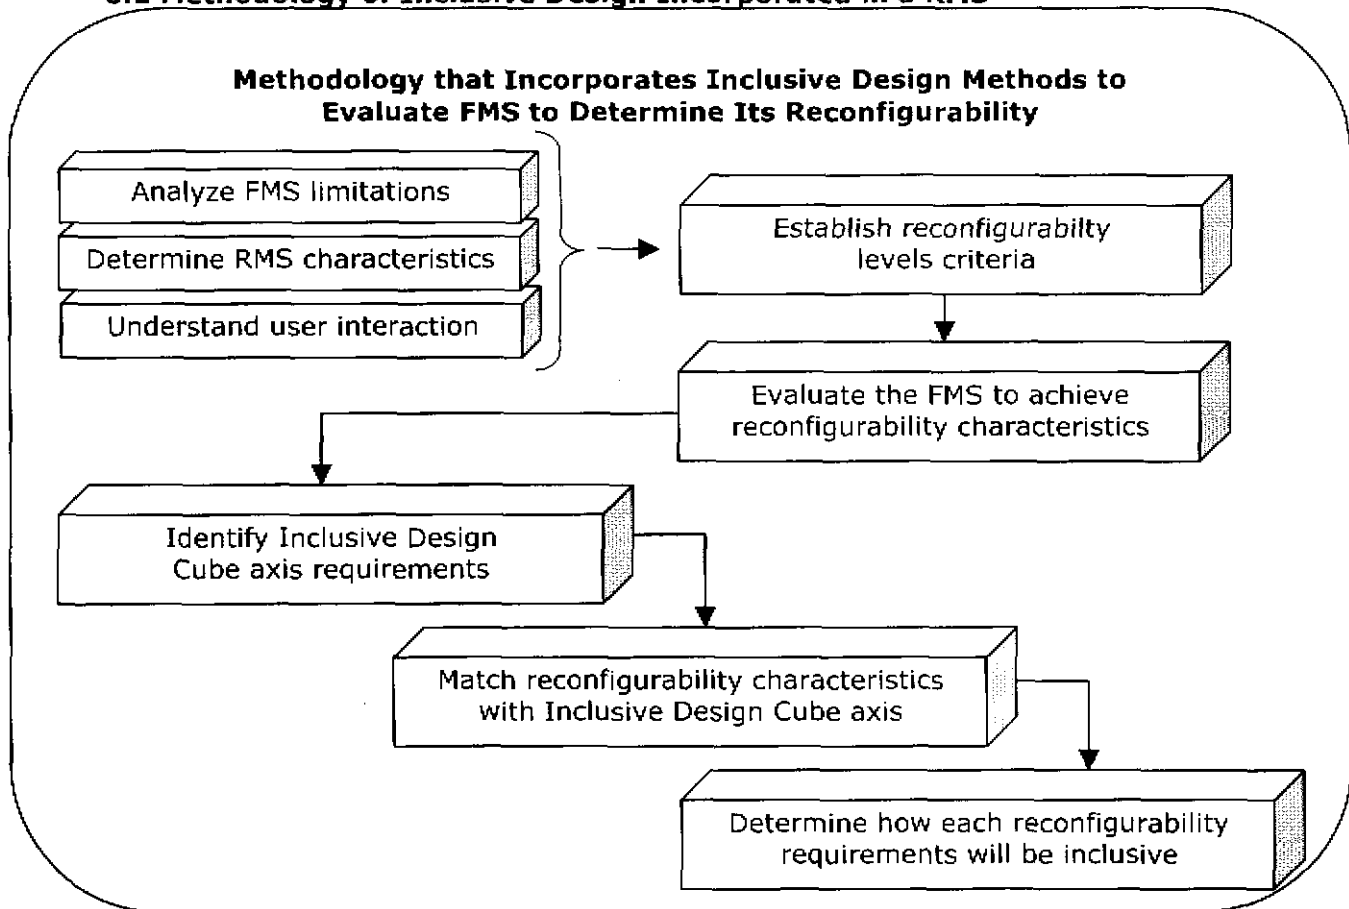 Methodology that Incorporates Inclusive Design Methods to
Evaluate FMS to Determine Its Reconfigurability
Analyze FMS limitations
Determine RMS characteristics
Understand user interaction
Establish reconfigurabilty
levels criteria
Evaluate the FMS to achieve
reconfigurability characteristics
Identify Inclusive Design
Cube axis requirements
Match reconfigurability characteristics
with Inclusive Design Cube axis
Determine how each reconfigurability
requirements will be inclusive